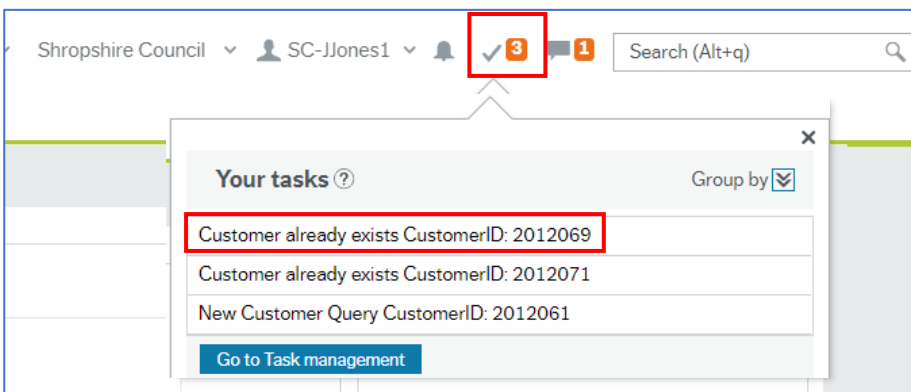 Shropshire Council SC-JJones1 3 1 Search (Alt+q)
Your tasks ? Group by
Customer already exists CustomerID: 2012069
Customer already exists CustomerID: 2012071
New Customer Query CustomerID: 2012061
Go to Task management